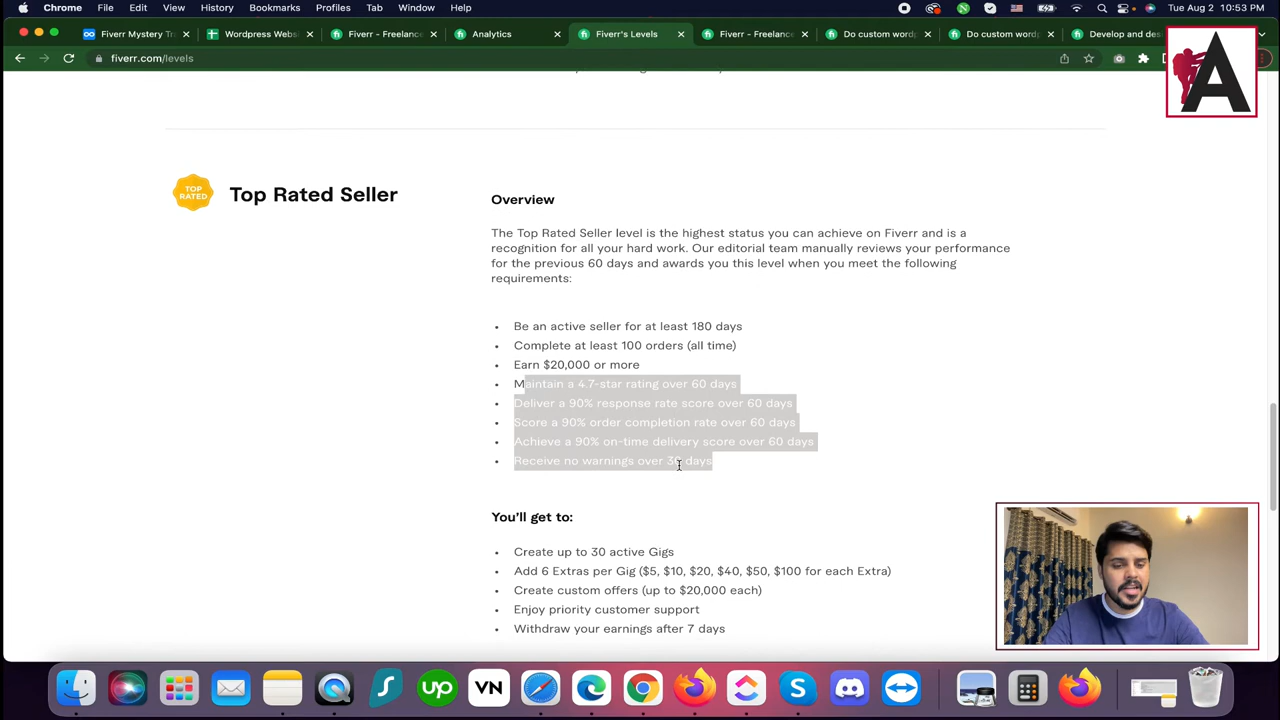 Chrome File Edit View History Bookmarks Profiles Tab Window Help Tue Aug 2 10:53 PM
Fiverr Mystery Tr Wordpress Websi Fiverr - Freelance Analytics Fiverr's Levels Fiverr - Freelance Do custom wordp Do custom wordp Develop and des
fiverr.com/levels
A
TOP
RATED
Top Rated Seller
Overview
The Top Rated Seller level is the highest status you can achieve on Fiverr and is a
recognition for all your hard work. Our editorial team manually reviews your performance
for the previous 60 days and awards you this level when you meet the following
requirements:
• Be an active seller for at least 180 days
• Complete at least 100 orders (all time)
• Earn $20,000 or more
• Maintain a 4.7-star rating over 60 days
• Deliver a 90% response rate score over 60 days
• Score a 90% order completion rate over 60 days
• Achieve a 90% on-time delivery score over 60 days
• Receive no warnings over 30 days
You'll get to:
• Create up to 30 active Gigs
• Add 6 Extras per Gig ($5, $10, $20, $40, $50, $100 for each Extra)
• Create custom offers (up to $20,000 each)
• Enjoy priority customer support
• Withdraw your earnings after 7 days
up VN